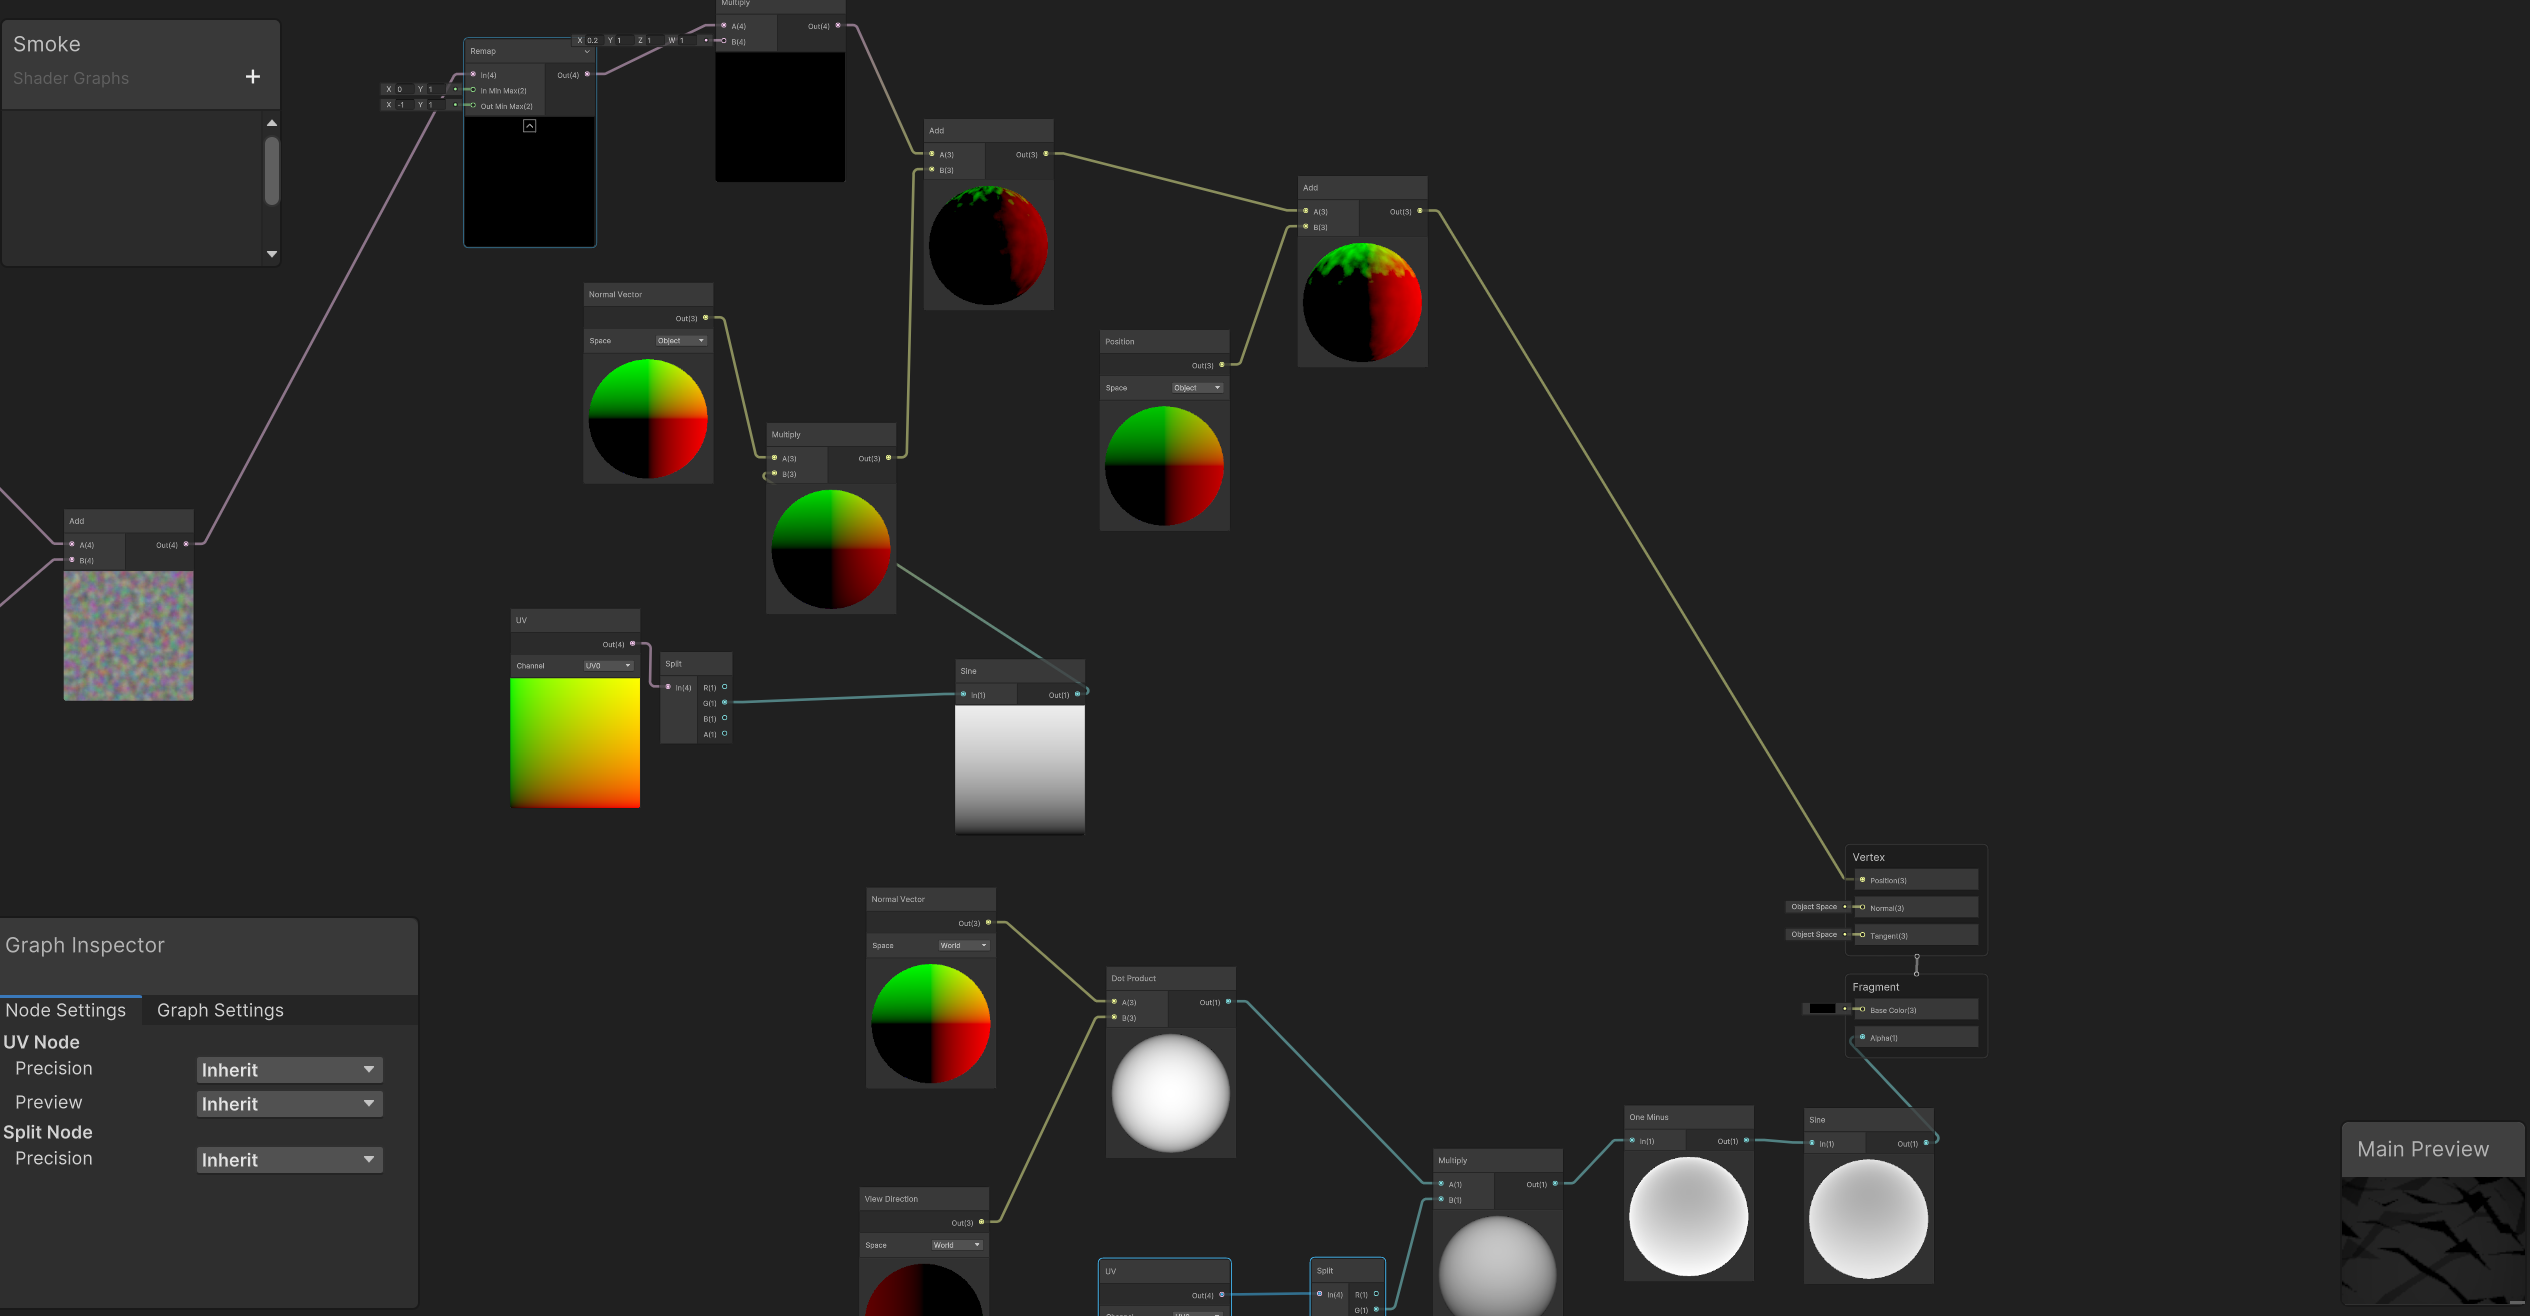 Smoke
Shader Graphs
+
Remap
In(4)
Out(4)
In Min Max(2)
Out Min Max(2)
X 0 Y 1
X -1 Y 1
X 0.2 Y 1 Z 1 W 1
Multiply
A(4)
Out(4)
B(4)
Add
A(3)
Out(3)
B(3)
Add
A(3)
Out(3)
B(3)
Normal Vector
Out(3)
Space Object
Position
Out(3)
Space Object
Multiply
A(3)
Out(3)
B(3)
Add
A(4)
Out(4)
B(4)
UV
Out(4)
Channel UV0
Split
In(4)
R(1)
G(1)
B(1)
A(1)
Sine
In(1)
Out(1)
Vertex
Position(3)
Object Space
Normal(3)
Object Space
Tangent(3)
Fragment
Base Color(3)
Alpha(1)
Normal Vector
Out(3)
Space World
Dot Product
A(3)
Out(1)
B(3)
View Direction
Out(3)
Space World
Multiply
A(1)
Out(1)
B(1)
One Minus
In(1)
Out(1)
Sine
In(1)
Out(1)
UV
Out(4)
Split
In(4)
R(1)
G(1)
Graph Inspector
Node Settings
Graph Settings
UV Node
Precision Inherit
Preview Inherit
Split Node
Precision Inherit
Main Preview